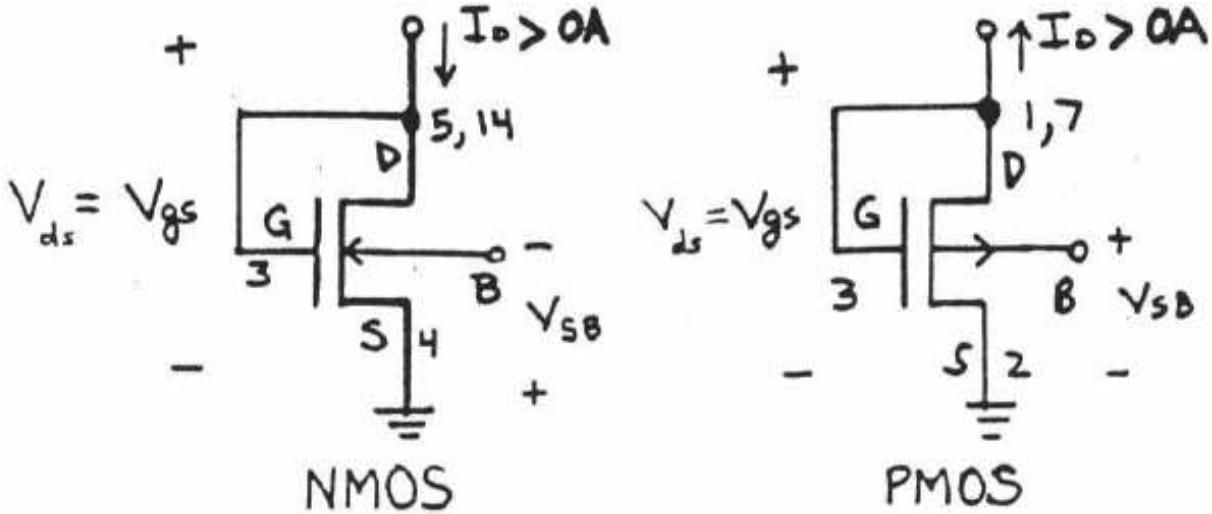 +
I_D > 0A
5, 14
D
V_ds = V_gs
G
3
B
-
V_SB
S 4
-
+
NMOS
+
I_D > 0A
1, 7
D
V_ds = V_gs
G
3
B
+
V_SB
S 2
-
-
PMOS